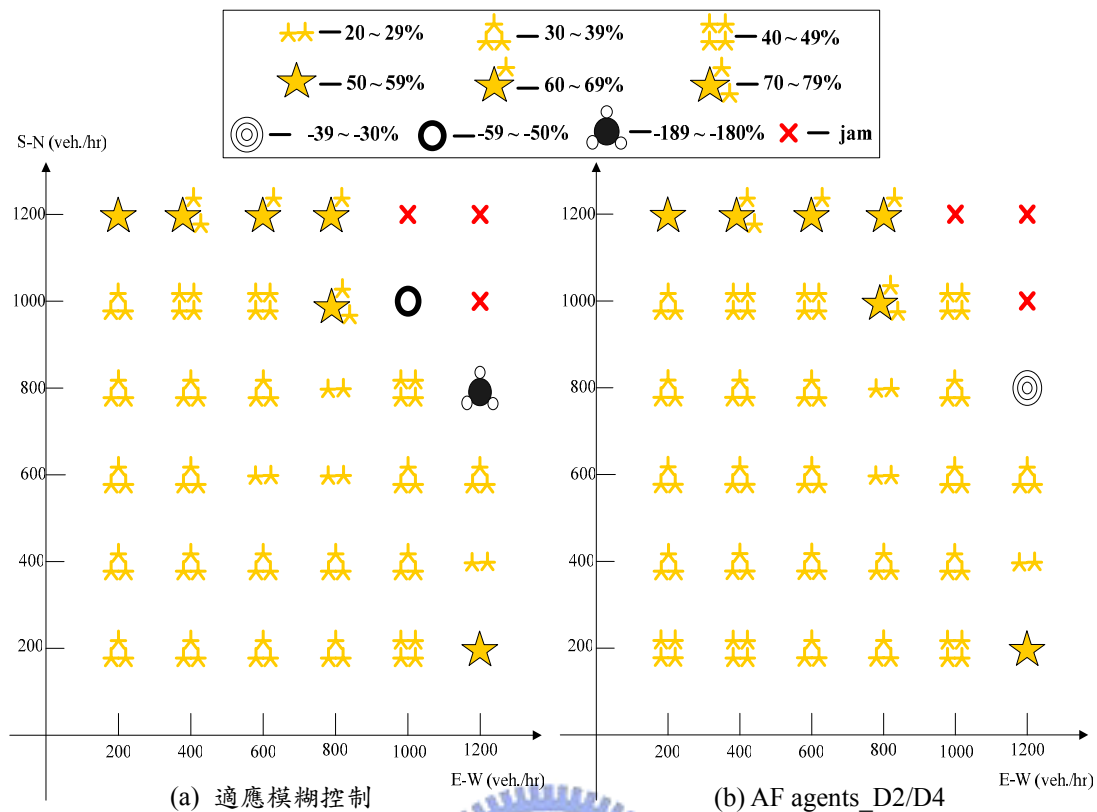 20 ~ 29% 30 ~ 39% 40 ~ 49%
50 ~ 59% 60 ~ 69% 70 ~ 79%
-39 ~ -30% -59 ~ -50% -189 ~ -180% jam
S-N (veh./hr)
1200 1200
1000 1000
800 800
600 600
400 400
200 200
200 400 600 800 1000 1200 200 400 600 800 1000 1200
E-W (veh./hr) E-W (veh./hr)
(a) 適應模糊控制 (b) AF agents_D2/D4